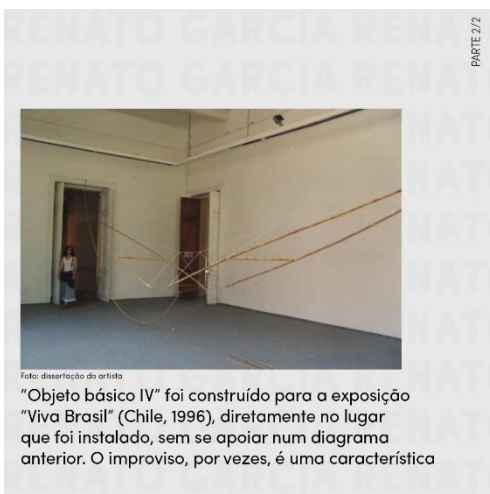 RENATO GARCIA RENA
RENATO GARCIA RENAT
PARTE 2/2
Foto: dissertação do artista
“Objeto básico IV” foi construído para a exposição
“Viva Brasil” (Chile, 1996), diretamente no lugar
que foi instalado, sem se apoiar num diagrama
anterior. O improviso, por vezes, é uma característica